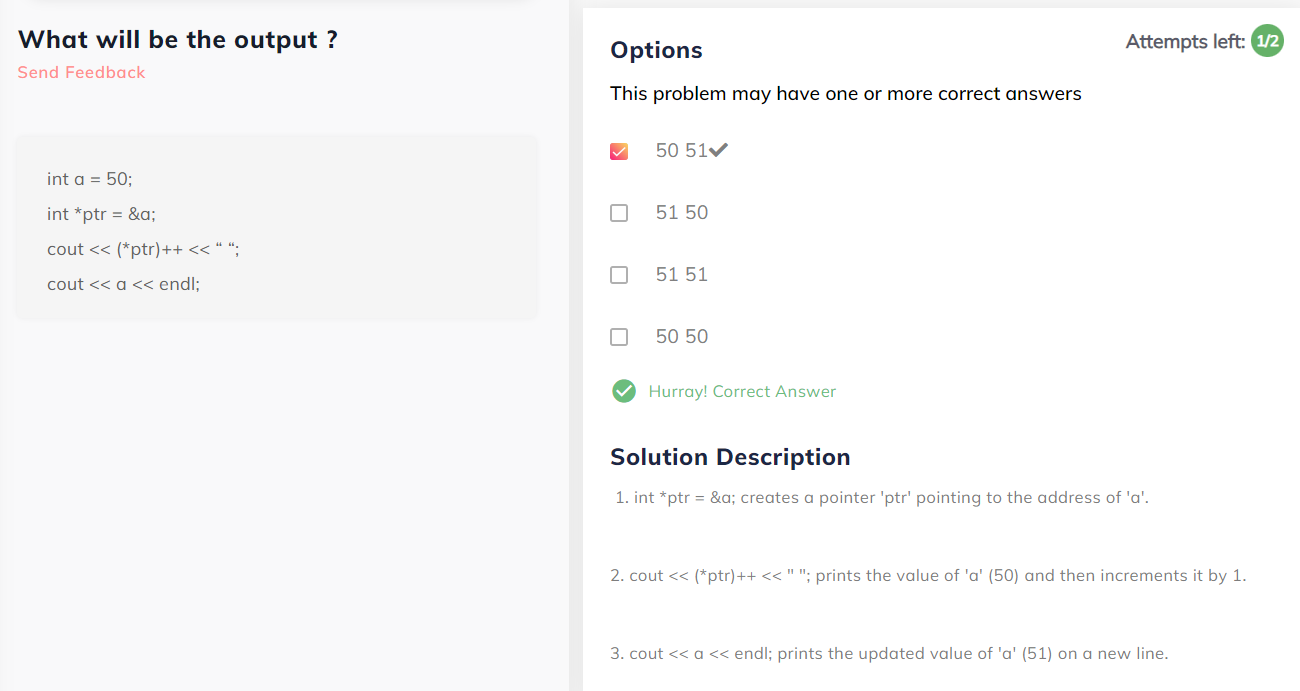 What will be the output ?
Send Feedback
int a = 50;
int *ptr = &a;
cout << (*ptr)++ << “ “;
cout << a << endl;
Options
Attempts left: 1/2
This problem may have one or more correct answers
50 51
51 50
51 51
50 50
Hurray! Correct Answer
Solution Description
1. int *ptr = &a; creates a pointer 'ptr' pointing to the address of 'a'.
2. cout << (*ptr)++ << " "; prints the value of 'a' (50) and then increments it by 1.
3. cout << a << endl; prints the updated value of 'a' (51) on a new line.